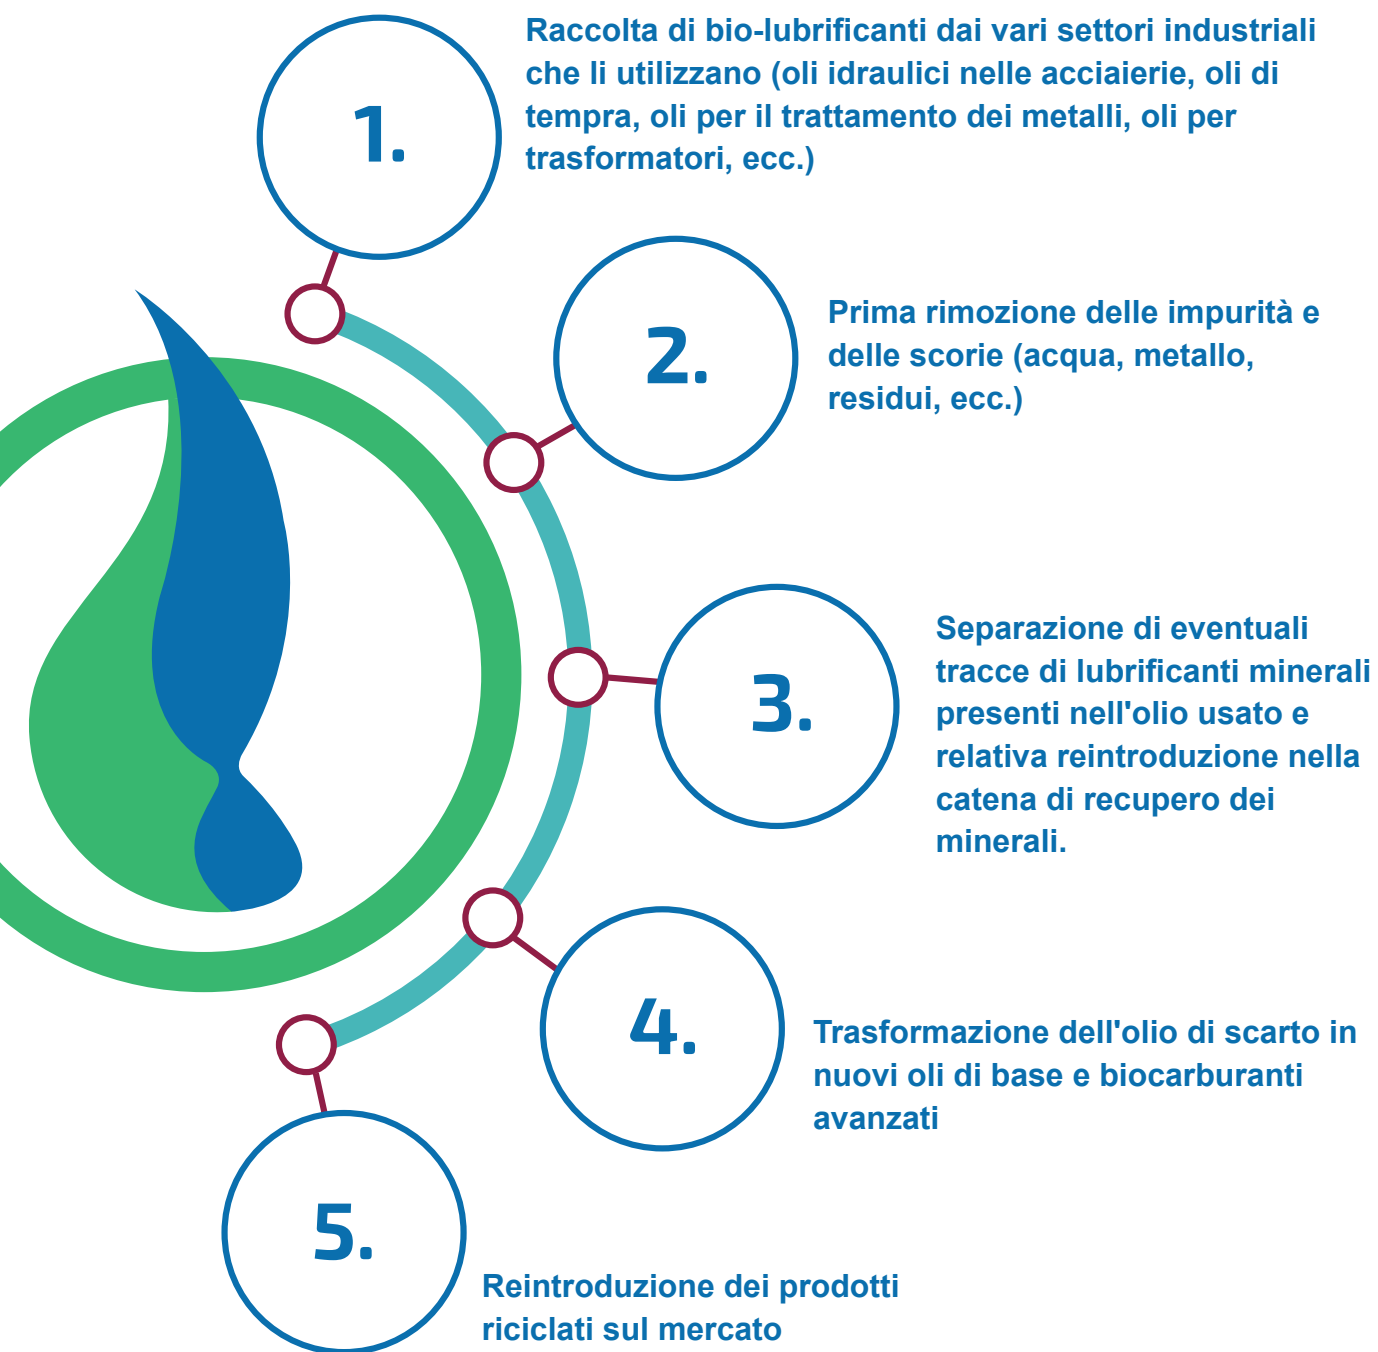 1.
Raccolta di bio-lubrificanti dai vari settori industriali
che li utilizzano (oli idraulici nelle acciaierie, oli di
tempra, oli per il trattamento dei metalli, oli per
trasformatori, ecc.)
2.
Prima rimozione delle impurità e
delle scorie (acqua, metallo,
residui, ecc.)
3.
Separazione di eventuali
tracce di lubrificanti minerali
presenti nell'olio usato e
relativa reintroduzione nella
catena di recupero dei
minerali.
4.
Trasformazione dell'olio di scarto in
nuovi oli di base e biocarburanti
avanzati
5.
Reintroduzione dei prodotti
riciclati sul mercato